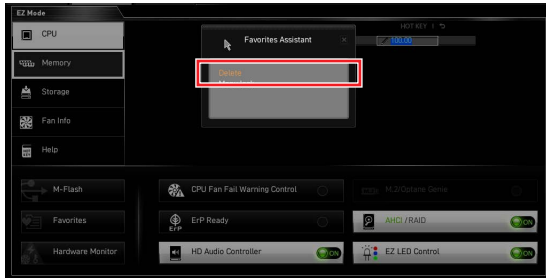 EZ Mode
HOT KEY
CPU
Favorites Assistant
100.00
Memory
Delete
Storage
Fan Info
Help
M-Flash
CPU Fan Fail Warning Control
M.2/Optane Genie
Favorites
ErP Ready
ErP
AHCI /RAID
ON
Hardware Monitor
HD Audio Controller
ON
EZ LED Control
ON